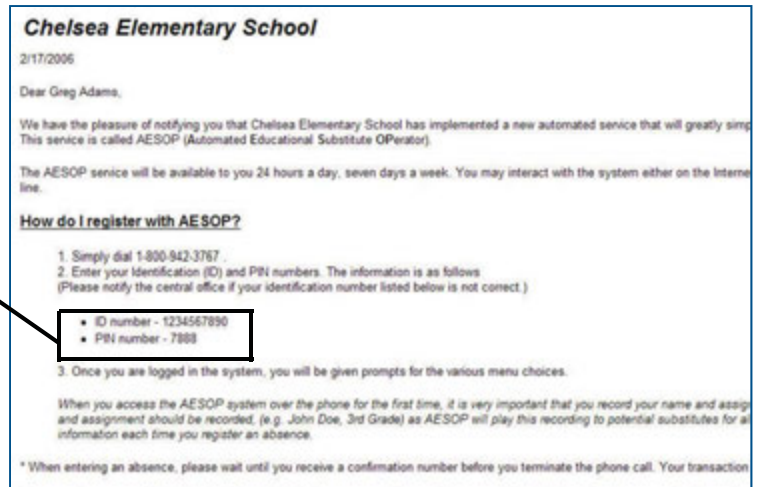 Chelsea Elementary School
2/17/2006
Dear Greg Adams,
We have the pleasure of notifying you that Chelsea Elementary School has implemented a new automated service that will greatly simp
This service is called AESOP (Automated Educational Substitute OPerator).
The AESOP service will be available to you 24 hours a day, seven days a week. You may interact with the system either on the Interne
line.
How do I register with AESOP?
1. Simply dial 1-800-942-3767 .
2. Enter your Identification (ID) and PIN numbers. The information is as follows
(Please notify the central office if your identification number listed below is not correct.)
• ID number - 1234567890
• PIN number - 7888
3. Once you are logged in the system, you will be given prompts for the various menu choices.
When you access the AESOP system over the phone for the first time, it is very important that you record your name and assig
and assignment should be recorded, (e.g. John Doe, 3rd Grade) as AESOP will play this recording to potential substitutes for al
information each time you register an absence.
* When entering an absence, please wait until you receive a confirmation number before you terminate the phone call. Your transaction